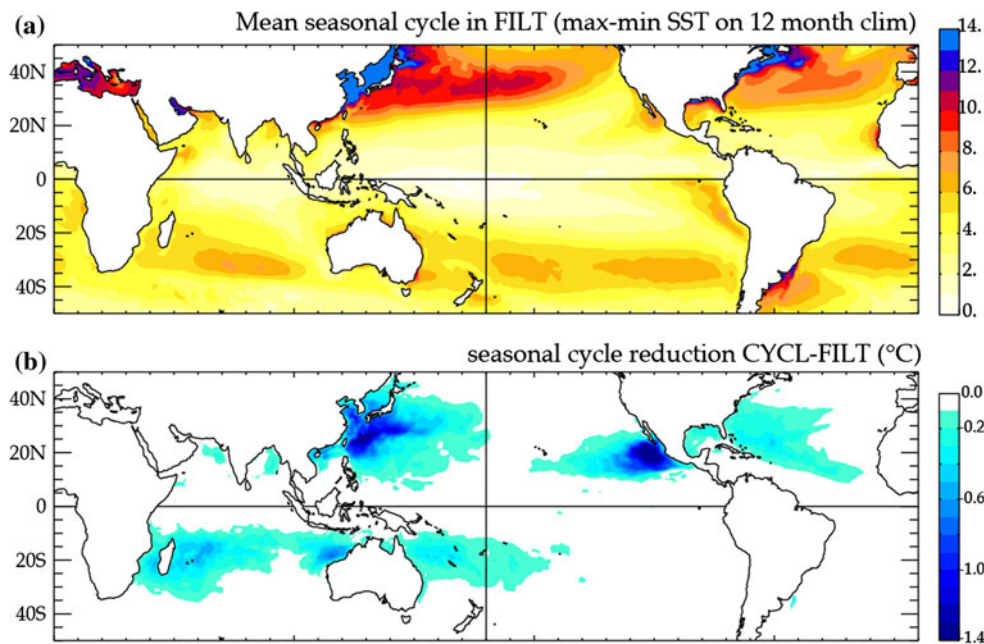 (a) Mean seasonal cycle in FILT (max-min SST on 12 month clim)
40N
20N
0
20S
40S
14.
12.
10.
8.
6.
4.
2.
0.
(b) seasonal cycle reduction CYCL-FILT (°C)
40N
20N
0
20S
40S
0.0
-0.2
-0.6
-1.0
-1.4